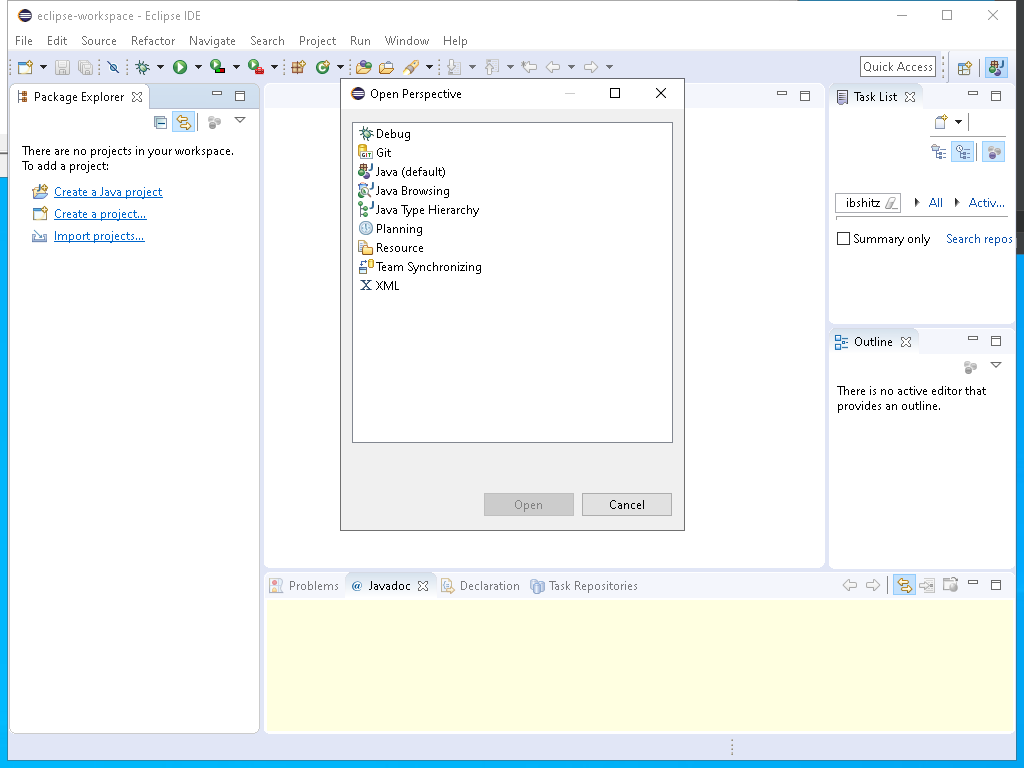 eclipse-workspace - Eclipse IDE
File Edit Source Refactor Navigate Search Project Run Window Help
Quick Access
Package Explorer
There are no projects in your workspace.
To add a project:
Create a Java project
Create a project...
Import projects...
Open Perspective
Debug
Git
Java (default)
Java Browsing
Java Type Hierarchy
Planning
Resource
Team Synchronizing
XML
Open Cancel
Task List
ibshitz All Activ...
Summary only Search repos
Outline
There is no active editor that
provides an outline.
Problems @ Javadoc Declaration Task Repositories